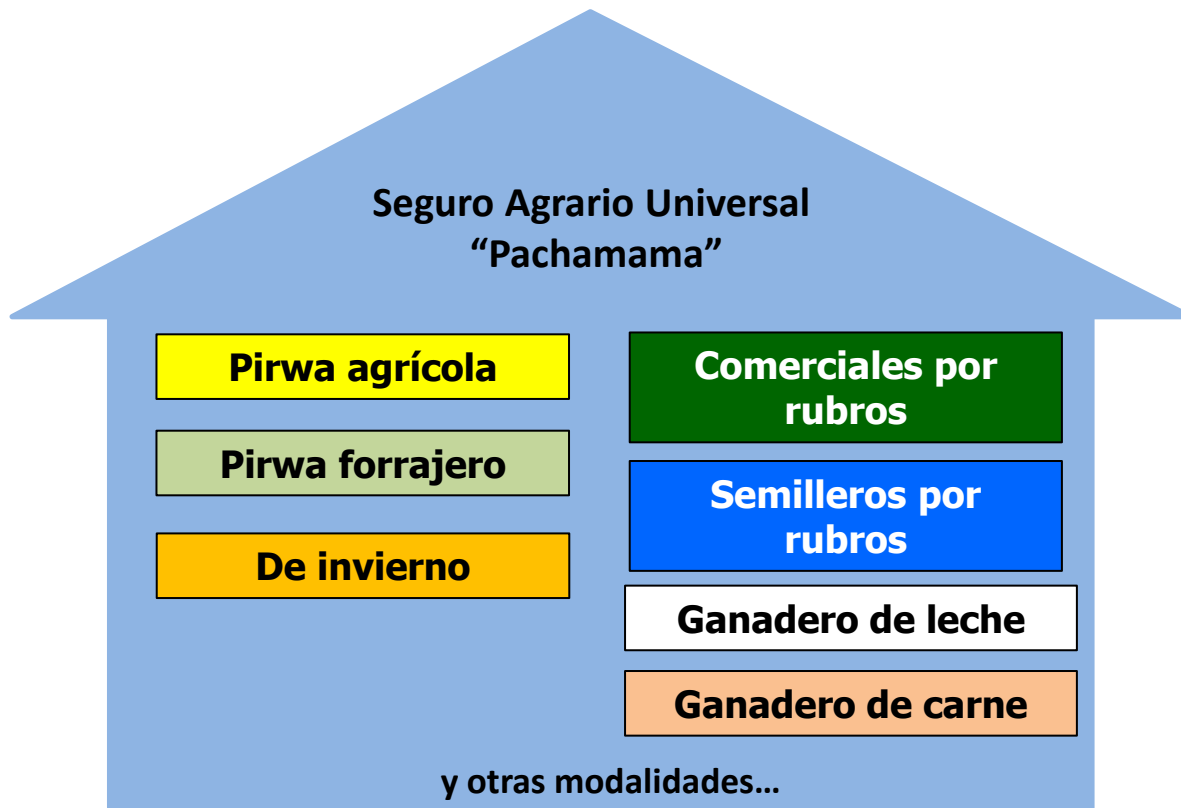 Seguro Agrario Universal
“Pachamama”
Pirwa agrícola
Pirwa forrajero
De invierno
Comerciales por
rubros
Semilleros por
rubros
Ganadero de leche
Ganadero de carne
y otras modalidades…